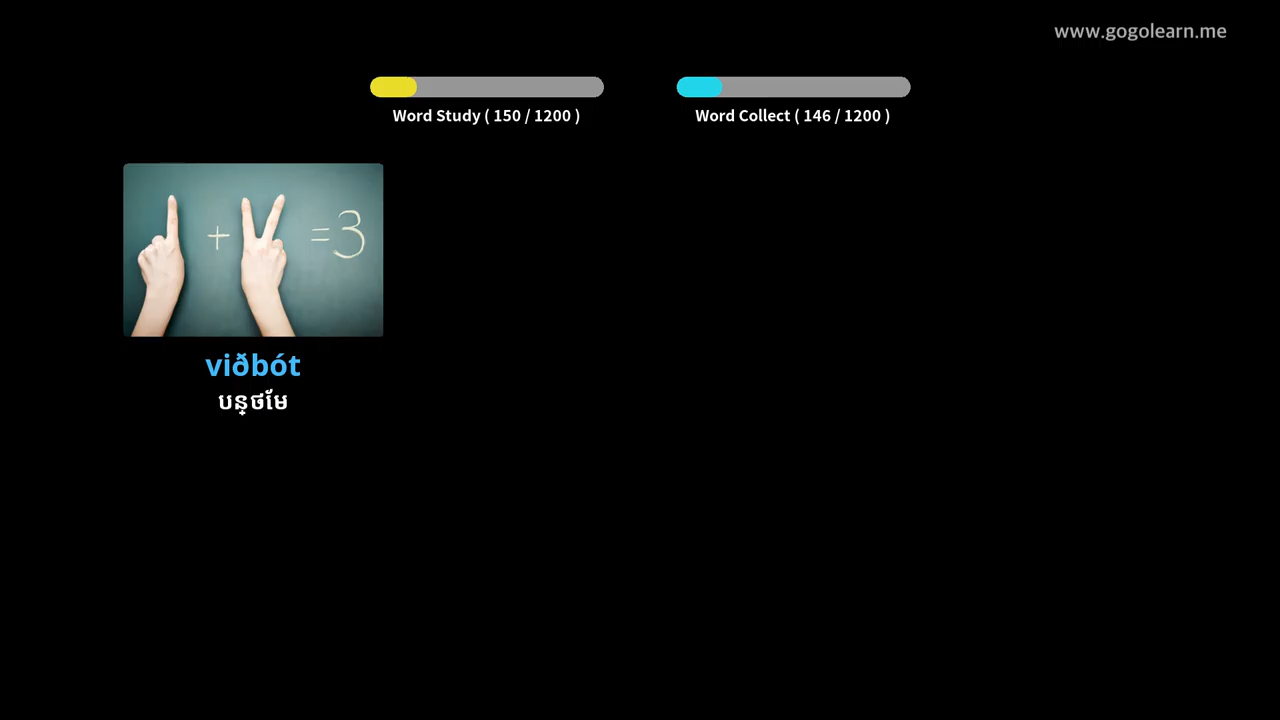 www.gogolearn.me
Word Study ( 150 / 1200 )
Word Collect ( 146 / 1200 )
+ =3
viðbót
បន្ថែម